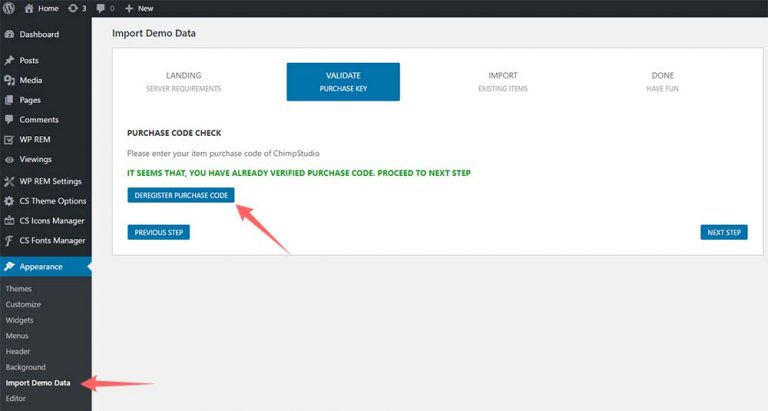 Home 3 0 + New
Dashboard
Posts
Media
Pages
Comments
WP REM
Viewings
WP REM Settings
CS Theme Options
CS Icons Manager
CS Fonts Manager
Appearance
Themes
Customize
Widgets
Menus
Header
Background
Import Demo Data
Editor
Import Demo Data
LANDING
SERVER REQUIREMENTS
VALIDATE
PURCHASE KEY
IMPORT
EXISTING ITEMS
DONE
HAVE FUN
PURCHASE CODE CHECK
Please enter your item purchase code of ChimpStudio
IT SEEMS THAT, YOU HAVE ALREADY VERIFIED PURCHASE CODE. PROCEED TO NEXT STEP
DEREGISTER PURCHASE CODE
PREVIOUS STEP
NEXT STEP